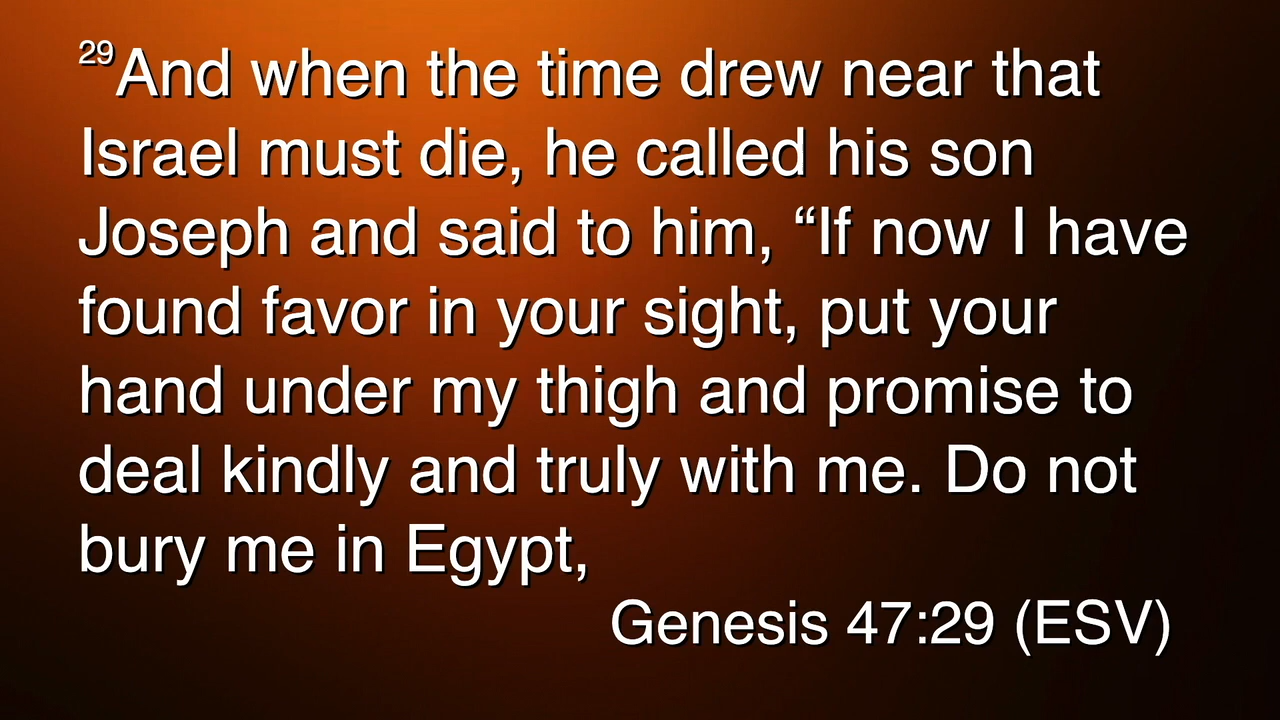 29And when the time drew near that
Israel must die, he called his son
Joseph and said to him, “If now I have
found favor in your sight, put your
hand under my thigh and promise to
deal kindly and truly with me. Do not
bury me in Egypt,
Genesis 47:29 (ESV)